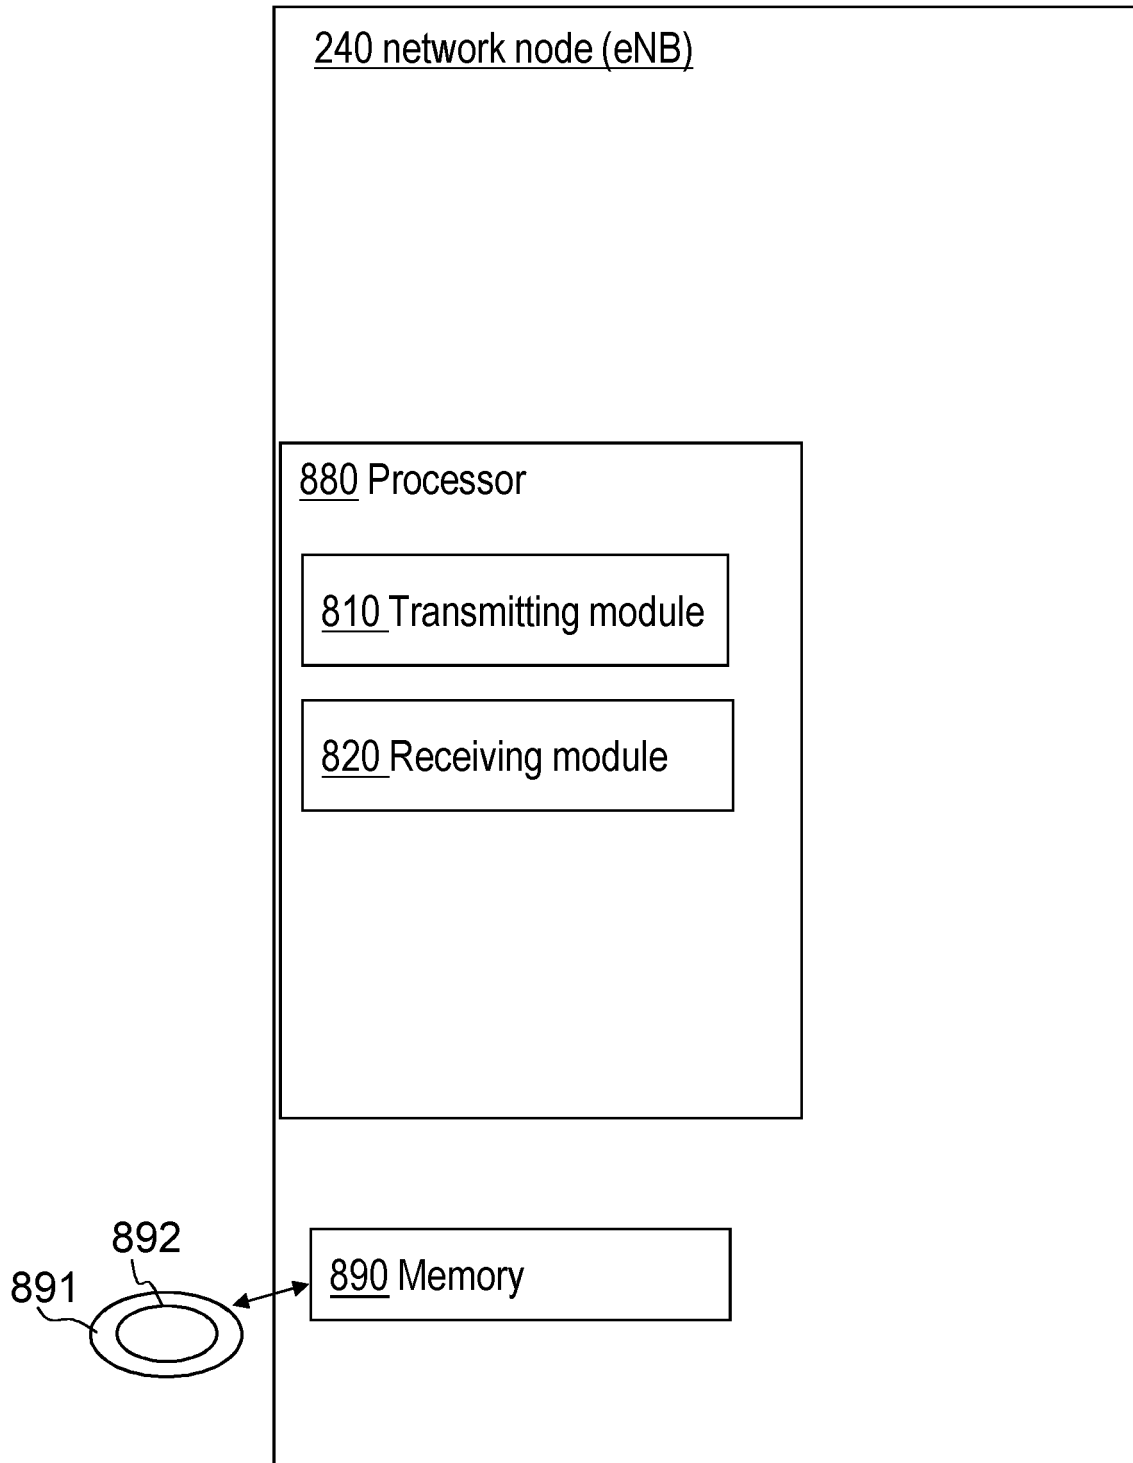 240 network node (eNB)
880 Processor
810 Transmitting module
820 Receiving module
892
891
890 Memory